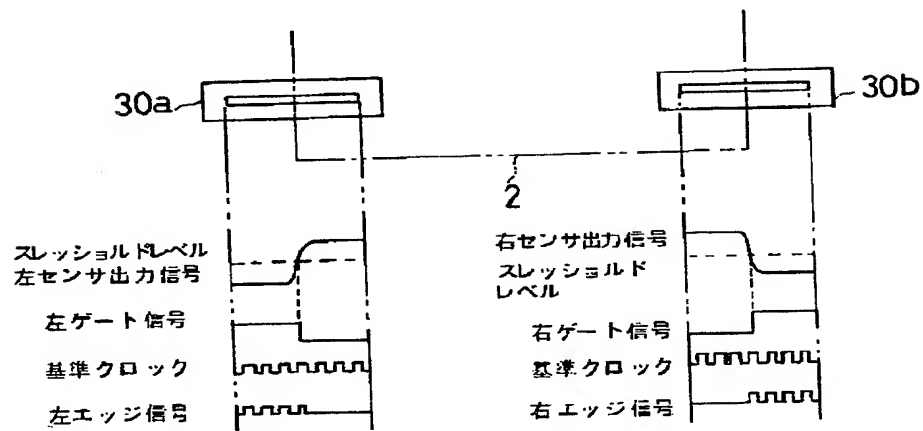 30a
30b
2
スレッショルドレベル
左センサ出力信号
左ゲート信号
基準クロック
左エッジ信号
右センサ出力信号
スレッショルド
レベル
右ゲート信号
基準クロック
右エッジ信号